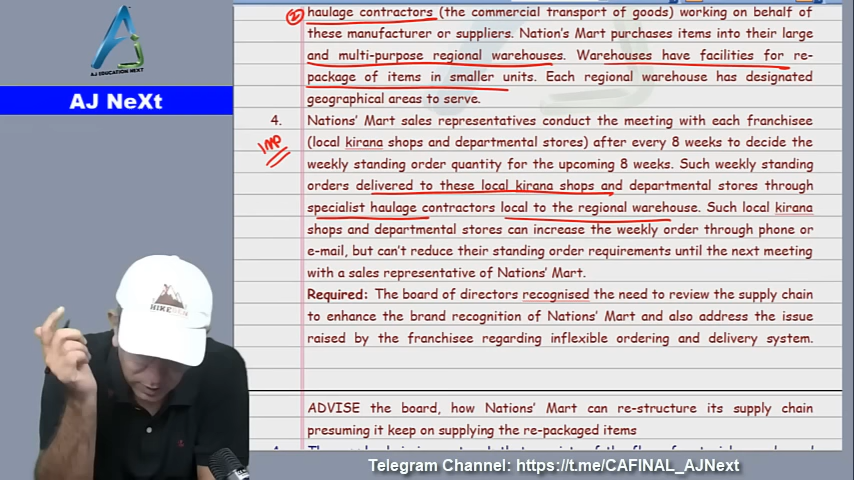 haulage contractors (the commercial transport of goods) working on behalf of
these manufacturer or suppliers. Nation's Mart purchases items into their large
and multi-purpose regional warehouses. Warehouses have facilities for re-
package of items in smaller units. Each regional warehouse has designated
geographical areas to serve.
4. Nations' Mart sales representatives conduct the meeting with each franchisee
(local kirana shops and departmental stores) after every 8 weeks to decide the
weekly standing order quantity for the upcoming 8 weeks. Such weekly standing
orders delivered to these local kirana shops and departmental stores through
specialist haulage contractors local to the regional warehouse. Such local kirana
shops and departmental stores can increase the weekly order through phone or
e-mail, but can't reduce their standing order requirements until the next meeting
with a sales representative of Nations' Mart.
Required: The board of directors recognised the need to review the supply chain
to enhance the brand recognition of Nations' Mart and also address the issue
raised by the franchisee regarding inflexible ordering and delivery system.
ADVISE the board, how Nations' Mart can re-structure its supply chain
presuming it keep on supplying the re-packaged items
2
Imp
AJ EDUCATION NEXT
AJ NeXt
HIKE
Telegram Channel: https://t.me/CAFINAL_AJNext